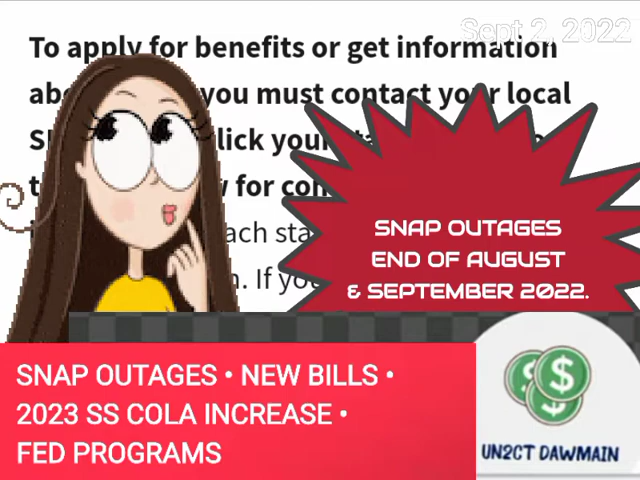 Sept 2, 2022
To apply for benefits or get information
you must contact your local
lick your
for con
ach sta
n. If you
SNAP OUTAGES
END OF AUGUST
& SEPTEMBER 2022.
SNAP OUTAGES • NEW BILLS •
2023 SS COLA INCREASE •
FED PROGRAMS
UN2CT DAWMAIN